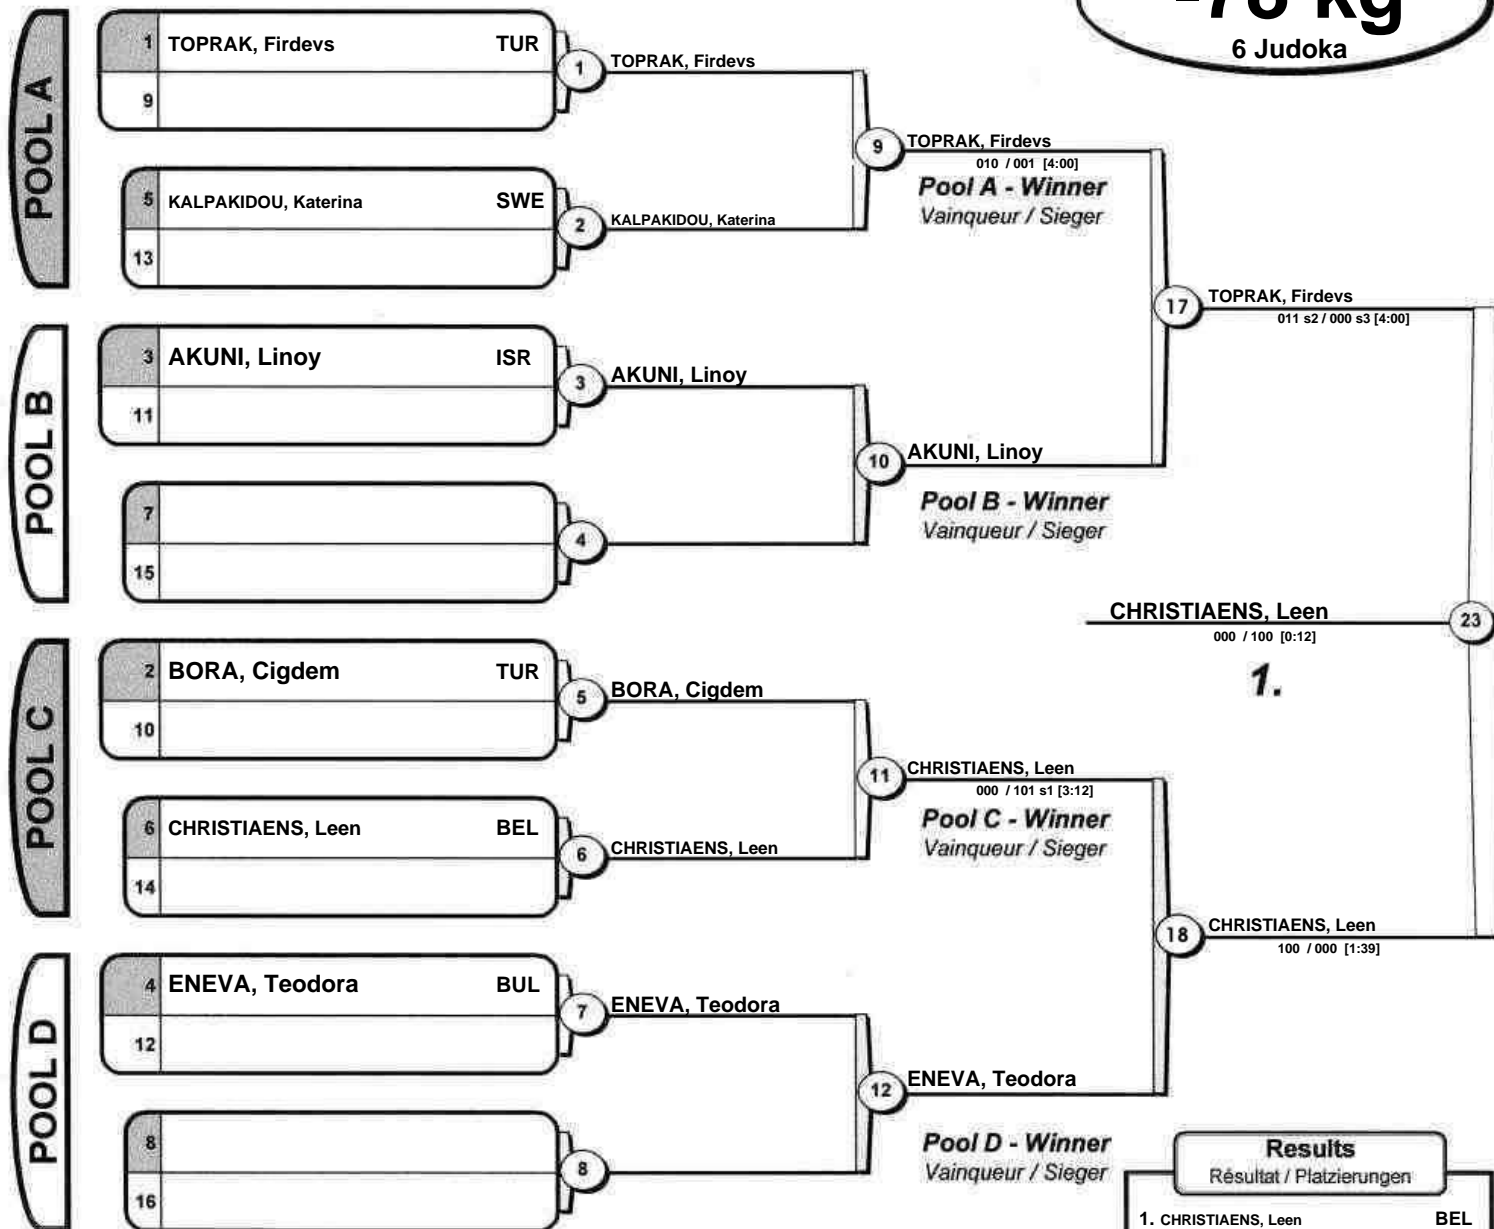 -78 kg
6 Judoka
POOL A
1 TOPRAK, Firdevs TUR
9
5 KALPAKIDOU, Katerina SWE
13
1 TOPRAK, Firdevs
2 KALPAKIDOU, Katerina
9 TOPRAK, Firdevs
010 / 001 [4:00]
Pool A - Winner
Vainqueur / Sieger
POOL B
3 AKUNI, Linoy ISR
11
7
15
3 AKUNI, Linoy
4
10 AKUNI, Linoy
Pool B - Winner
Vainqueur / Sieger
17 TOPRAK, Firdevs
011 s2 / 000 s3 [4:00]
CHRISTIAENS, Leen 23
000 / 100 [0:12]
1.
POOL C
2 BORA, Cigdem TUR
10
6 CHRISTIAENS, Leen BEL
14
5 BORA, Cigdem
6 CHRISTIAENS, Leen
11 CHRISTIAENS, Leen
000 / 101 s1 [3:12]
Pool C - Winner
Vainqueur / Sieger
POOL D
4 ENEVA, Teodora BUL
12
8
16
7 ENEVA, Teodora
8
12 ENEVA, Teodora
Pool D - Winner
Vainqueur / Sieger
18 CHRISTIAENS, Leen
100 / 000 [1:39]
Results
Résultat / Platzierungen
1. CHRISTIAENS, Leen BEL